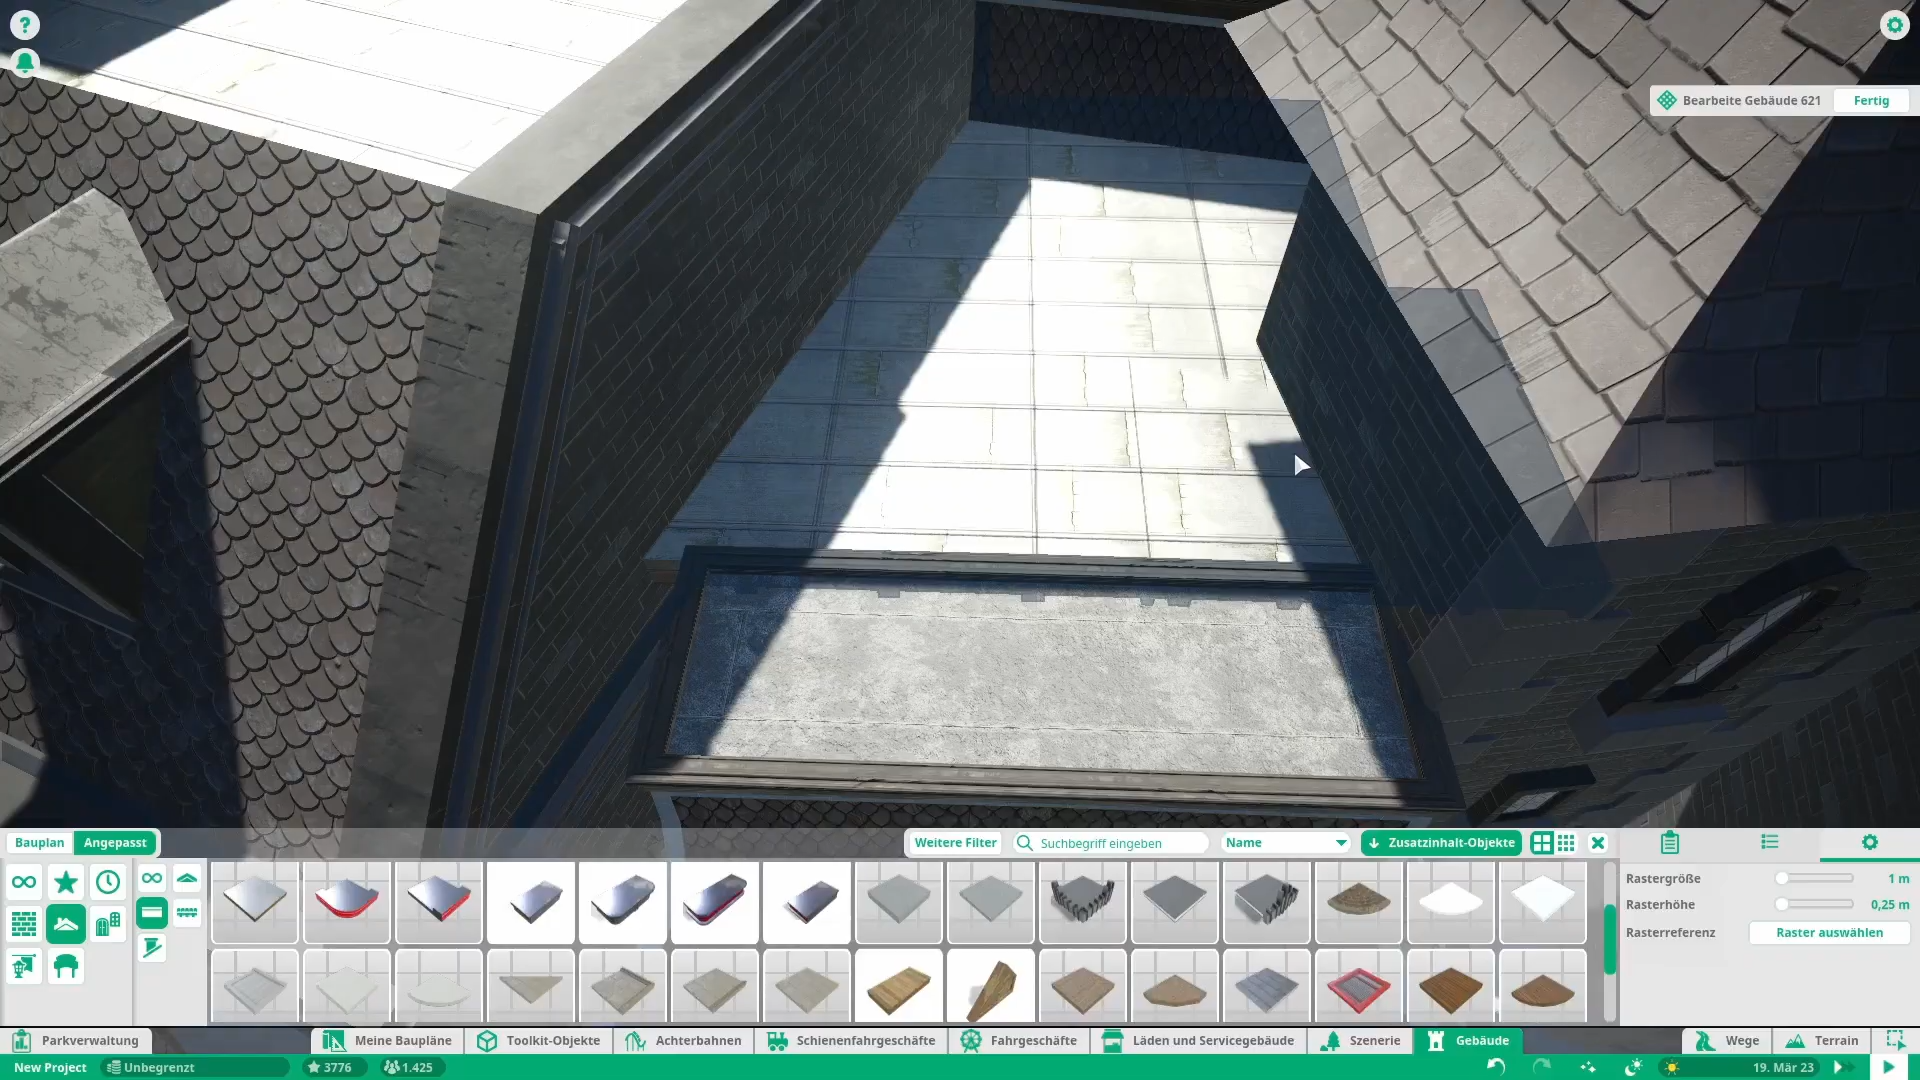 ?
Bearbeite Gebäude 621 Fertig
Bauplan Angepasst Weitere Filter Suchbegriff eingeben Name Zusatzinhalt-Objekte
Rastergröße 1 m
Rasterhöhe 0,25 m
Rasterreferenz Raster auswählen
Parkverwaltung Meine Baupläne Toolkit-Objekte Achterbahnen Schienenfahrgeschäfte Fahrgeschäfte Läden und Servicegebäude Szenerie Gebäude Wege Terrain
New Project Unbegrenzt 3776 1.425 19. Mär 23